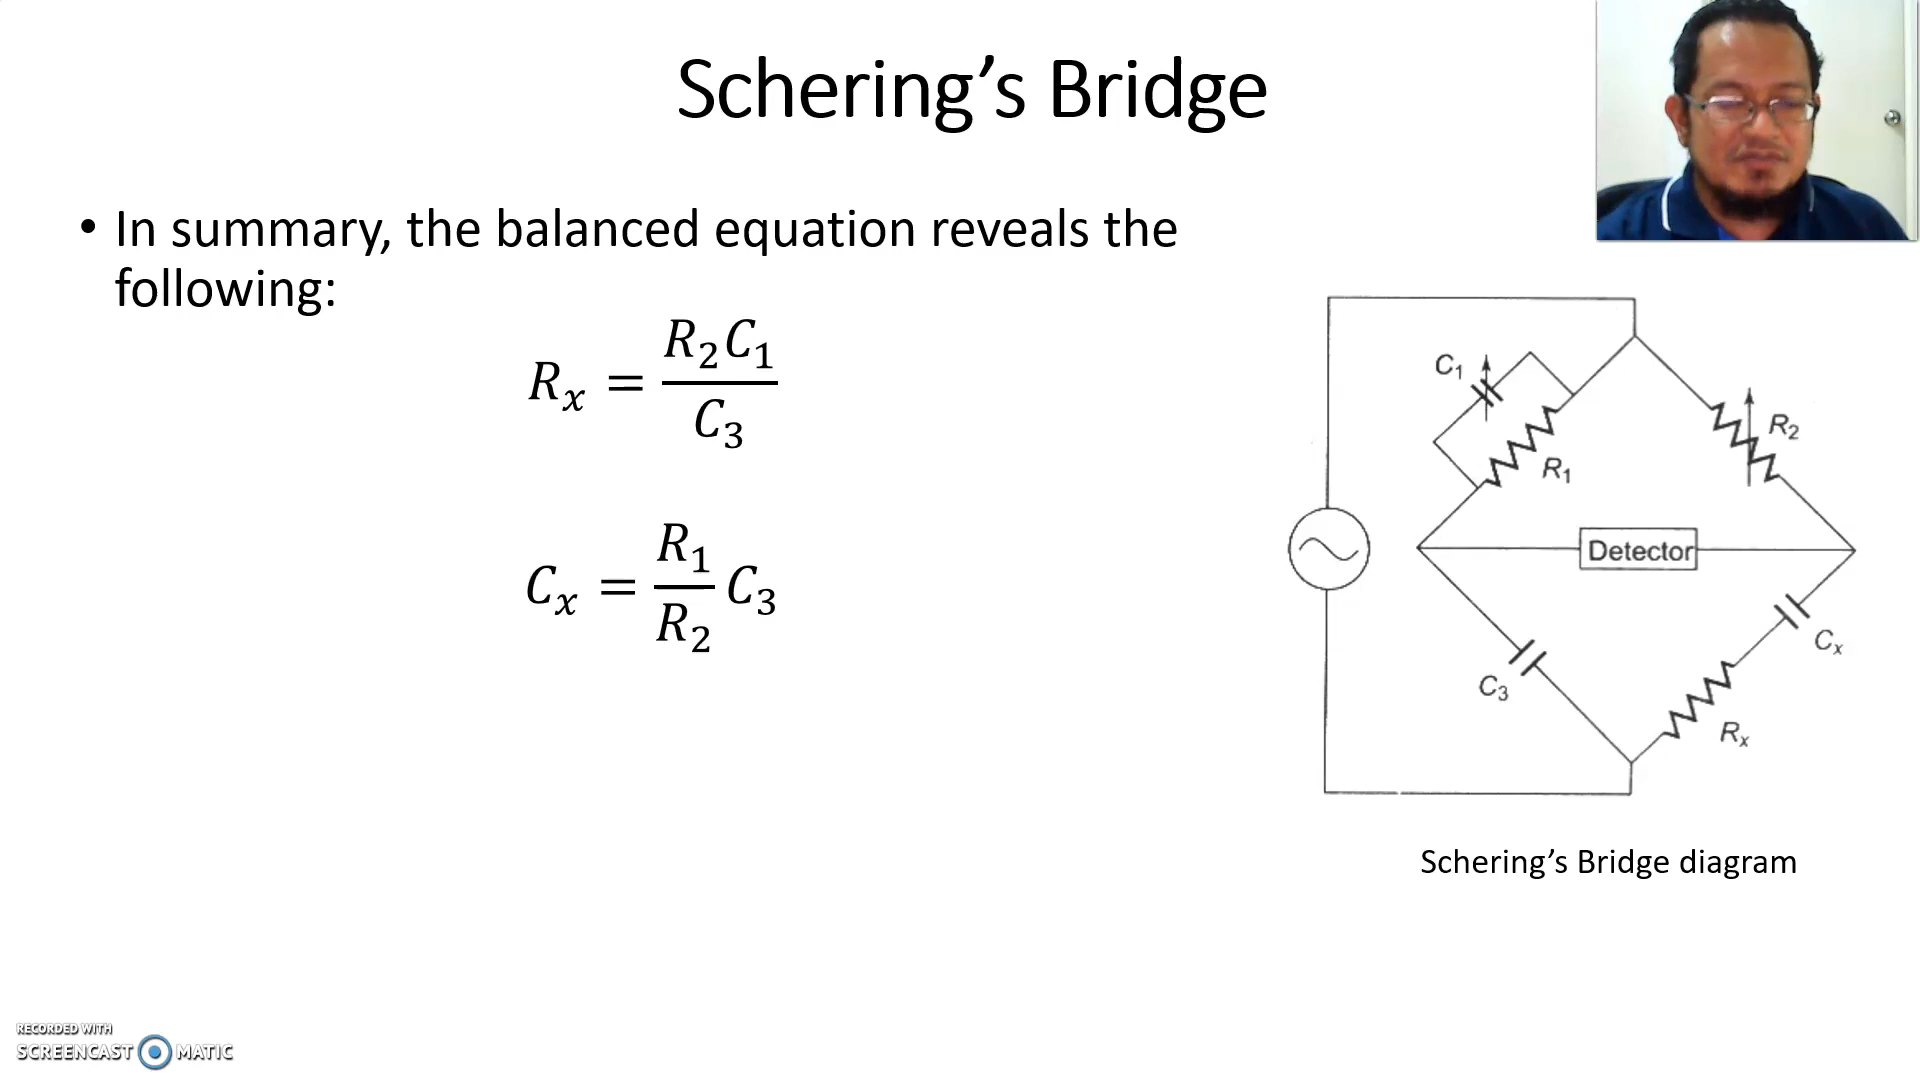 Schering’s Bridge
• In summary, the balanced equation reveals the
following:
Rₓ = R₂C₁ / C₃
Cₓ = R₁ / R₂ C₃
C₁
R₁
R₂
Detector
C₃
Cₓ
Rₓ
Schering’s Bridge diagram
RECORDED WITH
SCREENCAST MATIC